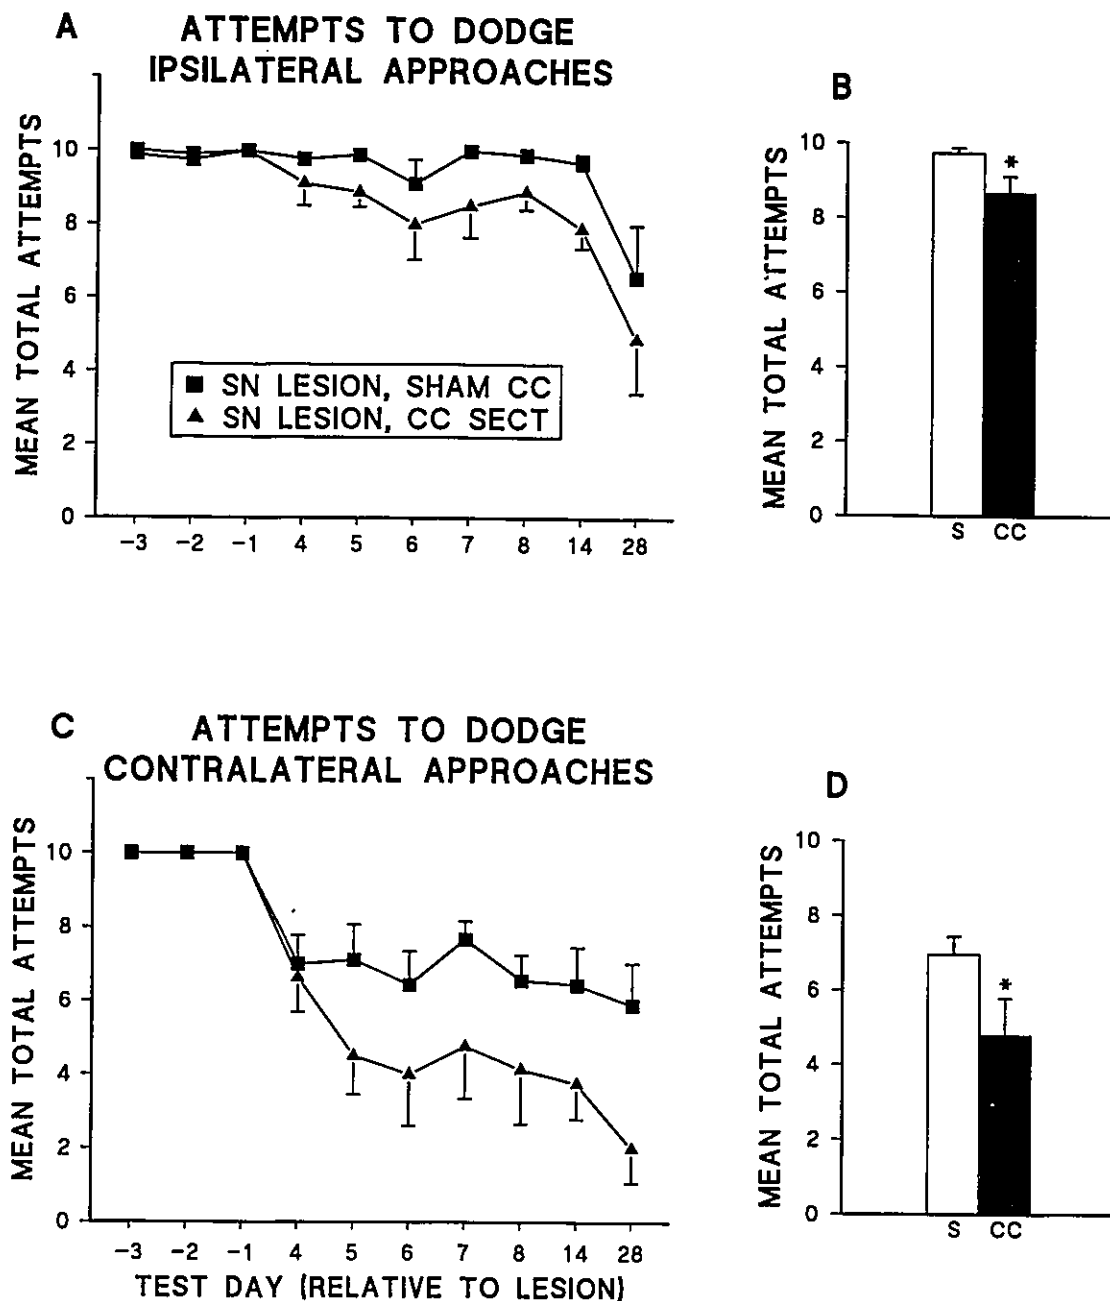 A
ATTEMPTS TO DODGE
IPSILATERAL APPROACHES
MEAN TOTAL ATTEMPTS
10
8
6
4
2
0
SN LESION, SHAM CC
SN LESION, CC SECT
-3 -2 -1 4 5 6 7 8 14 28
B
MEAN TOTAL ATTEMPTS
10
8
6
4
2
0
*
S CC
C
ATTEMPTS TO DODGE
CONTRALATERAL APPROACHES
MEAN TOTAL ATTEMPTS
10
8
6
4
2
0
-3 -2 -1 4 5 6 7 8 14 28
TEST DAY (RELATIVE TO LESION)
D
MEAN TOTAL ATTEMPTS
10
8
6
4
2
0
*
S CC